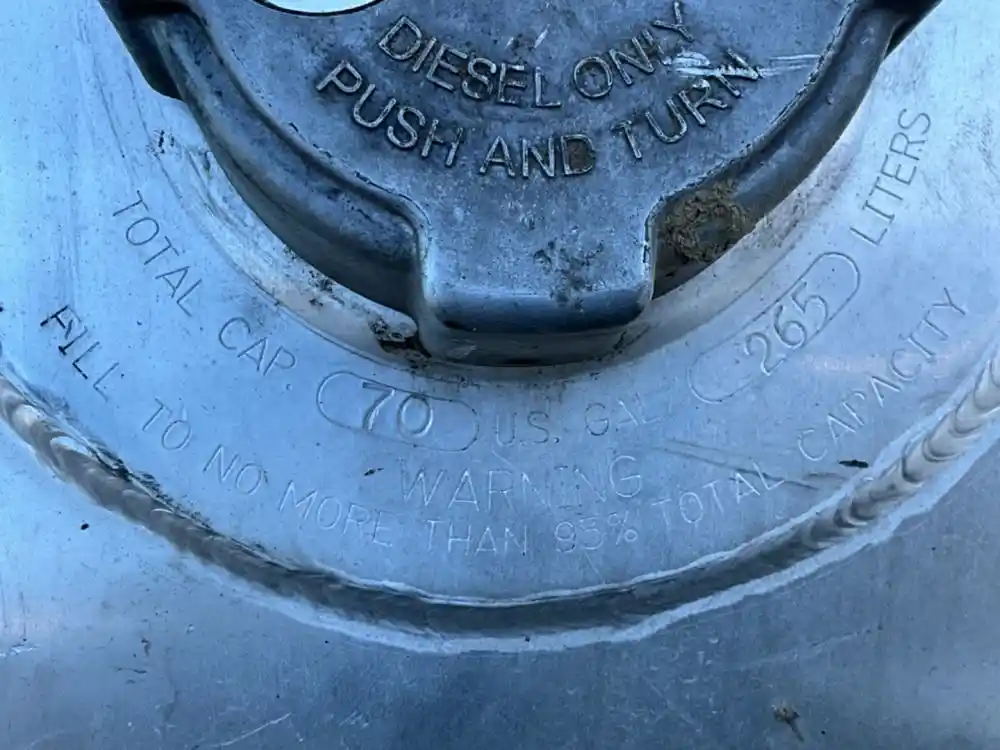 DIESEL ONLY
PUSH AND TURN
TOTAL CAP. 70 U.S. GAL 265 LITERS
WARNING
FILL TO NO MORE THAN 95% TOTAL CAPACITY